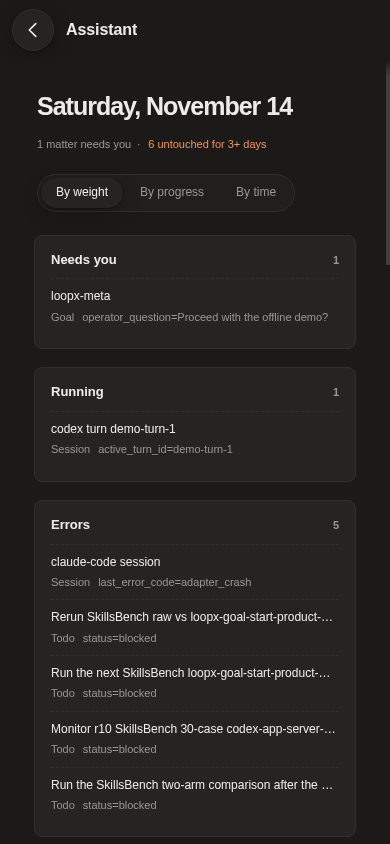 Assistant
Saturday, November 14
1 matter needs you · 6 untouched for 3+ days
By weight By progress By time
Needs you 1
loopx-meta
Goal operator_question=Proceed with the offline demo?
Running 1
codex turn demo-turn-1
Session active_turn_id=demo-turn-1
Errors 5
claude-code session
Session last_error_code=adapter_crash
Rerun SkillsBench raw vs loopx-goal-start-product-...
Todo status=blocked
Run the next SkillsBench loopx-goal-start-product-...
Todo status=blocked
Monitor r10 SkillsBench 30-case codex-app-server-...
Todo status=blocked
Run the SkillsBench two-arm comparison after the ...
Todo status=blocked